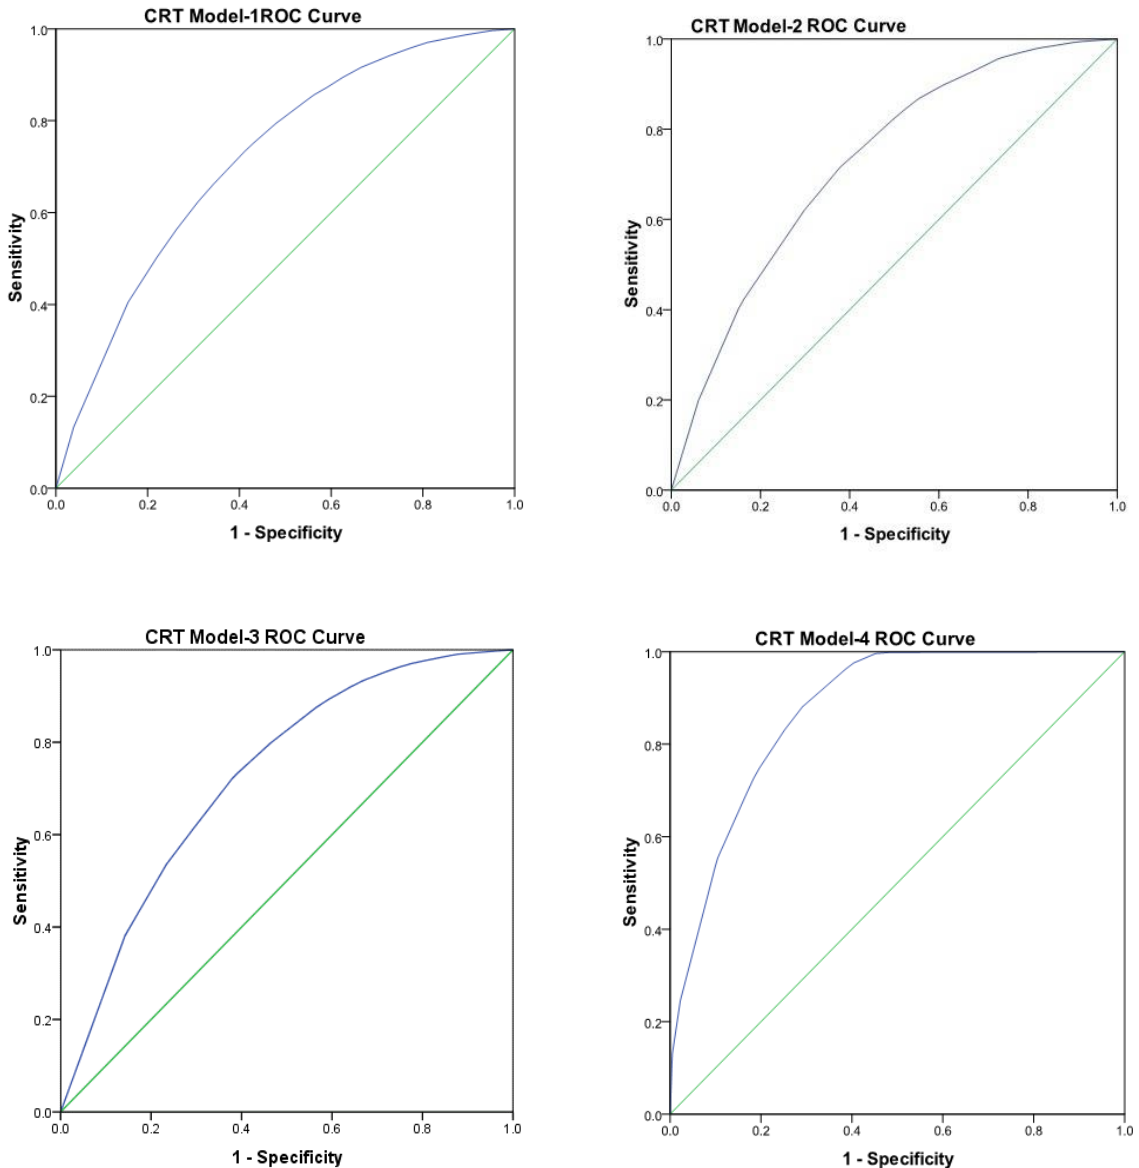 CRT Model-1ROC Curve
1.0
0.8
0.6
0.4
0.2
0.0
Sensitivity
0.0 0.2 0.4 0.6 0.8 1.0
1 - Specificity
CRT Model-2 ROC Curve
1.0
0.8
0.6
0.4
0.2
0.0
Sensitivity
0.0 0.2 0.4 0.6 0.8 1.0
1 - Specificity
CRT Model-3 ROC Curve
1.0
0.8
0.6
0.4
0.2
0.0
Sensitivity
0.0 0.2 0.4 0.6 0.8 1.0
1 - Specificity
CRT Model-4 ROC Curve
1.0
0.8
0.6
0.4
0.2
0.0
Sensitivity
0.0 0.2 0.4 0.6 0.8 1.0
1 - Specificity